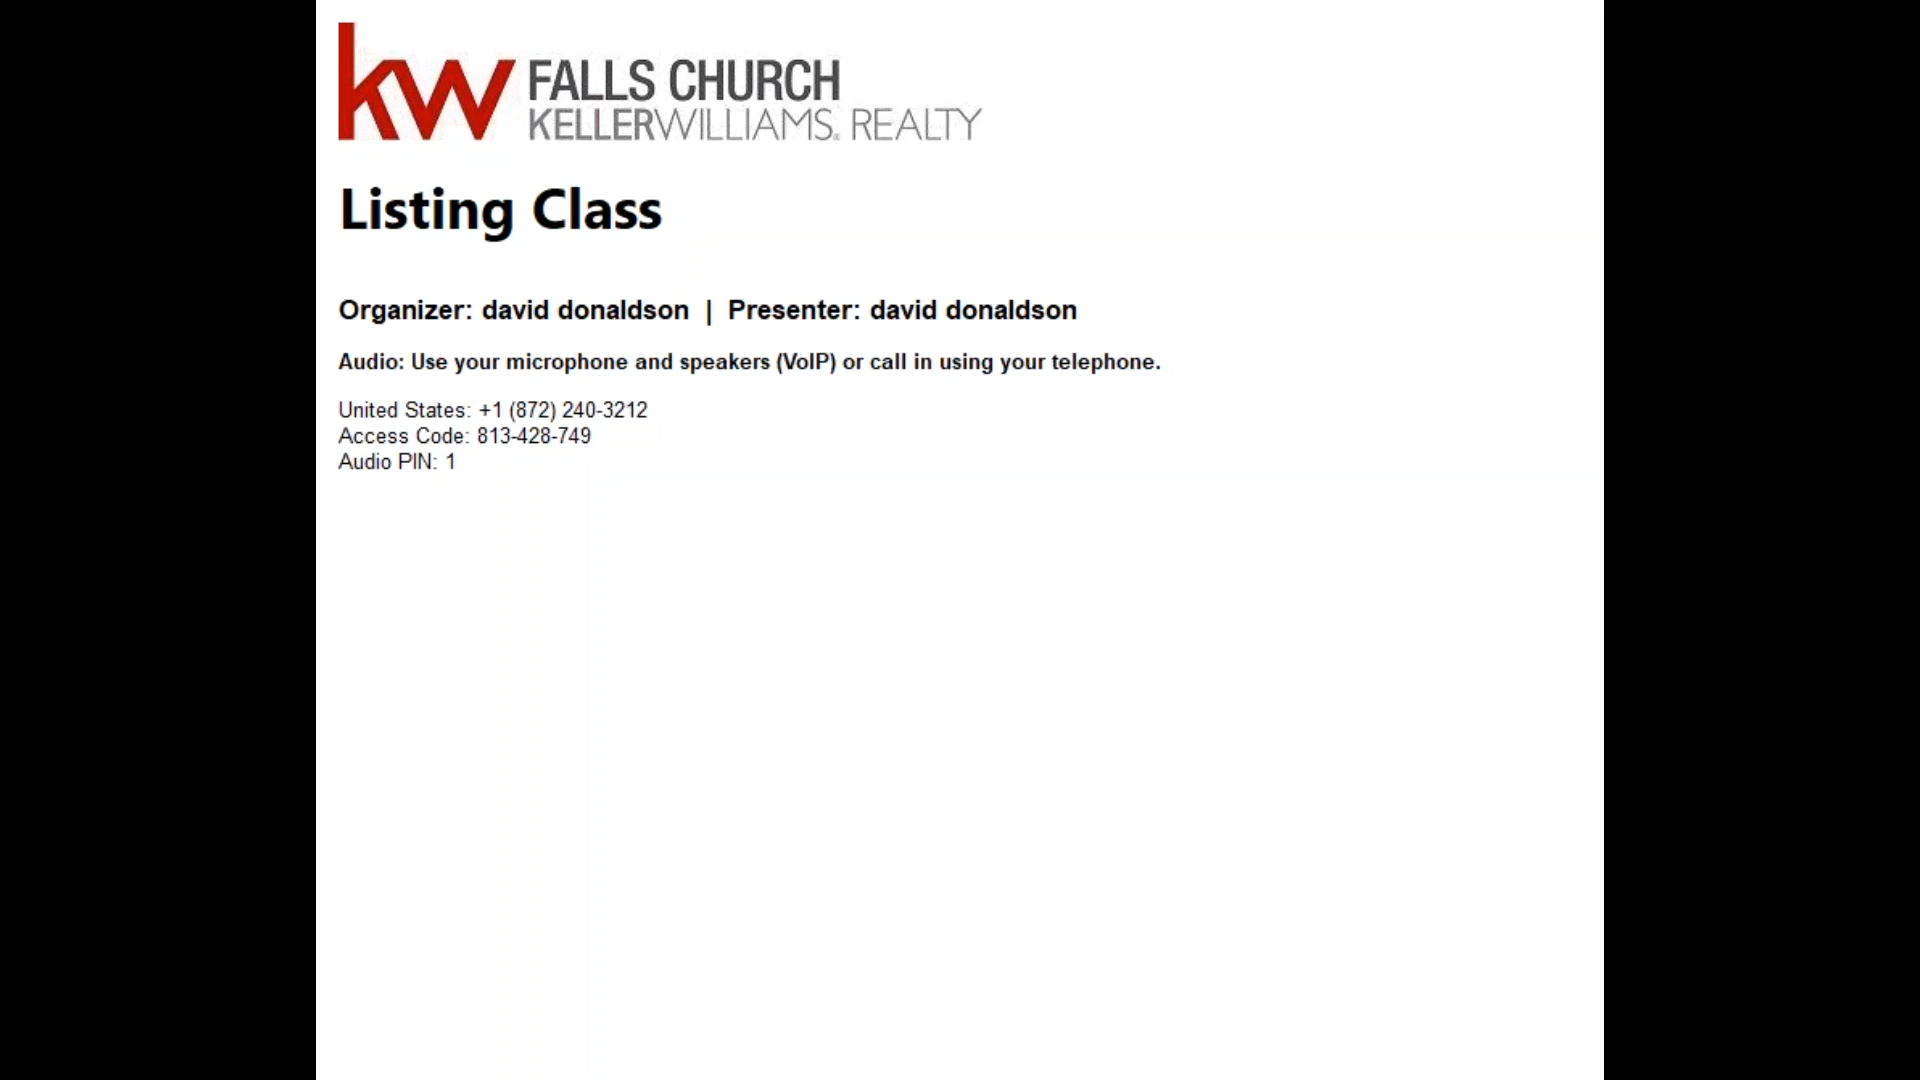 kw FALLS CHURCH
KELLERWILLIAMS. REALTY
Listing Class
Organizer: david donaldson | Presenter: david donaldson
Audio: Use your microphone and speakers (VoIP) or call in using your telephone.
United States: +1 (872) 240-3212
Access Code: 813-428-749
Audio PIN: 1